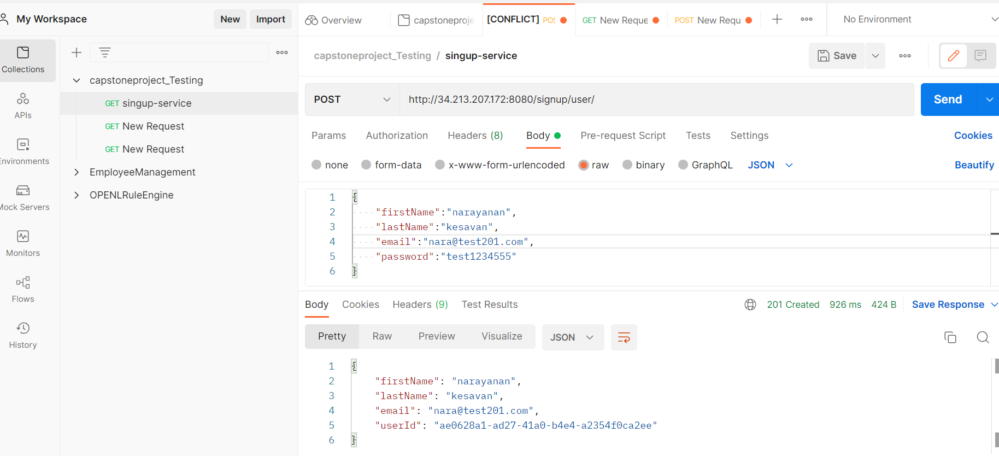 My Workspace
New
Import
Overview
capstoneproje
[CONFLICT] POS
GET New Reque
POST New Requ
No Environment
Collections
APIs
Environments
Mock Servers
Monitors
Flows
History
capstoneproject_Testing
GET singup-service
GET New Request
GET New Request
EmployeeManagement
OPENLRuleEngine
capstoneproject_Testing / singup-service
Save
POST
http://34.213.207.172:8080/signup/user/
Send
Params Authorization Headers (8) Body Pre-request Script Tests Settings Cookies
none form-data x-www-form-urlencoded raw binary GraphQL JSON Beautify
1 {
2 "firstName":"narayanan",
3 "lastName":"kesavan",
4 "email":"nara@test201.com",
5 "password":"test1234555"
6 }
Body Cookies Headers (9) Test Results 201 Created 926 ms 424 B Save Response
Pretty Raw Preview Visualize JSON
1 {
2 "firstName": "narayanan",
3 "lastName": "kesavan",
4 "email": "nara@test201.com",
5 "userId": "ae0628a1-ad27-41a0-b4e4-a2354f0ca2ee"
6 }